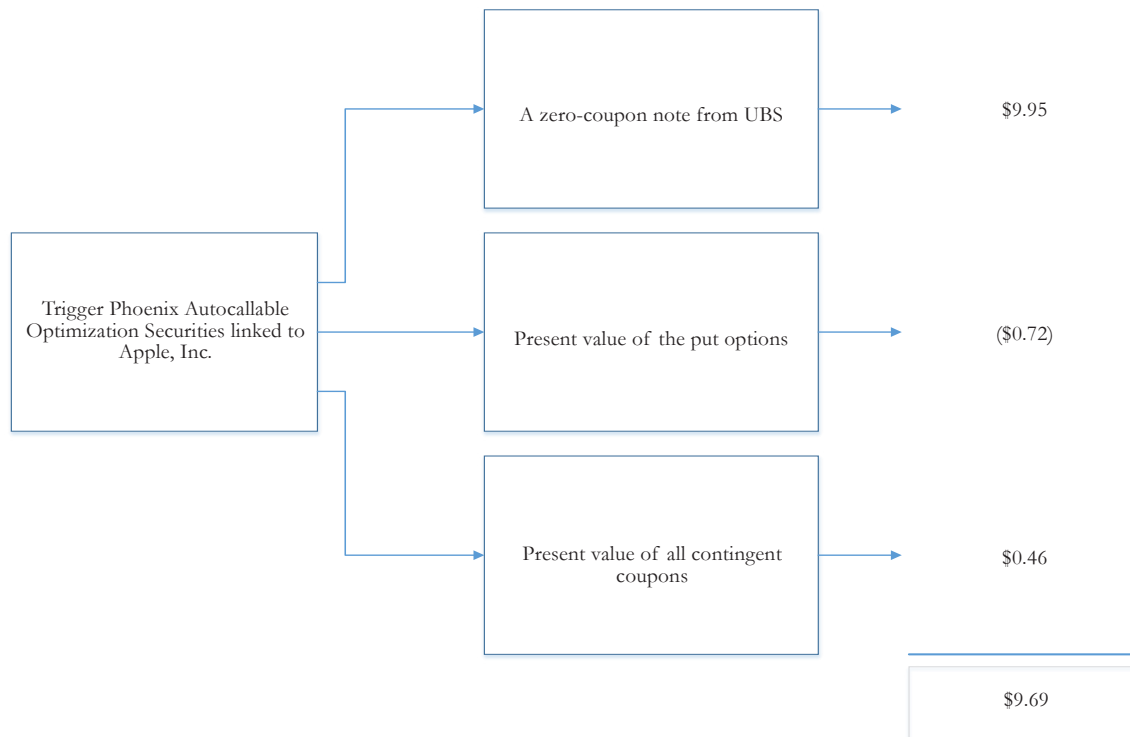 A zero-coupon note from UBS
$9.95
Trigger Phoenix Autocallable
Optimization Securities linked to
Apple, Inc.
Present value of the put options
($0.72)
Present value of all contingent
coupons
$0.46
$9.69